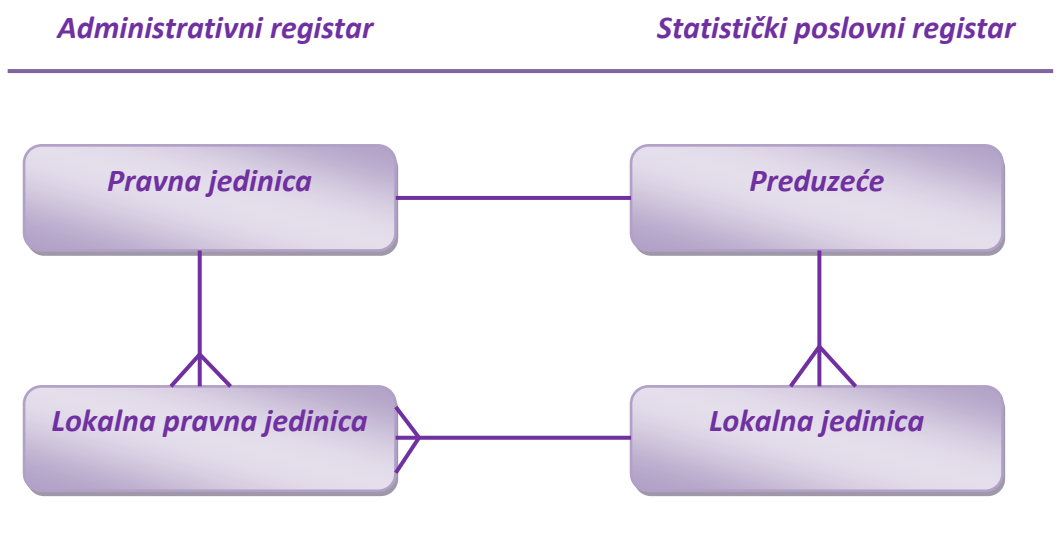 Administrativni registar
Statistički poslovni registar
Pravna jedinica
Preduzeće
Lokalna pravna jedinica
Lokalna jedinica